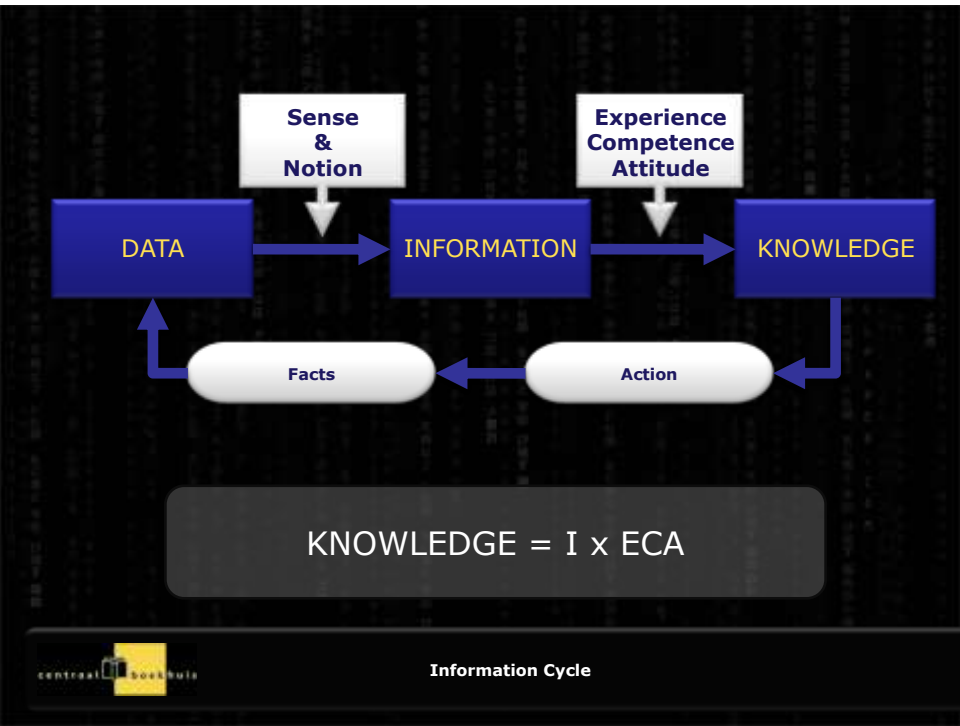 Sense
&
Notion
Experience
Competence
Attitude
DATA
INFORMATION
KNOWLEDGE
Facts
Action
KNOWLEDGE = I x ECA
centraal boekhuis
Information Cycle